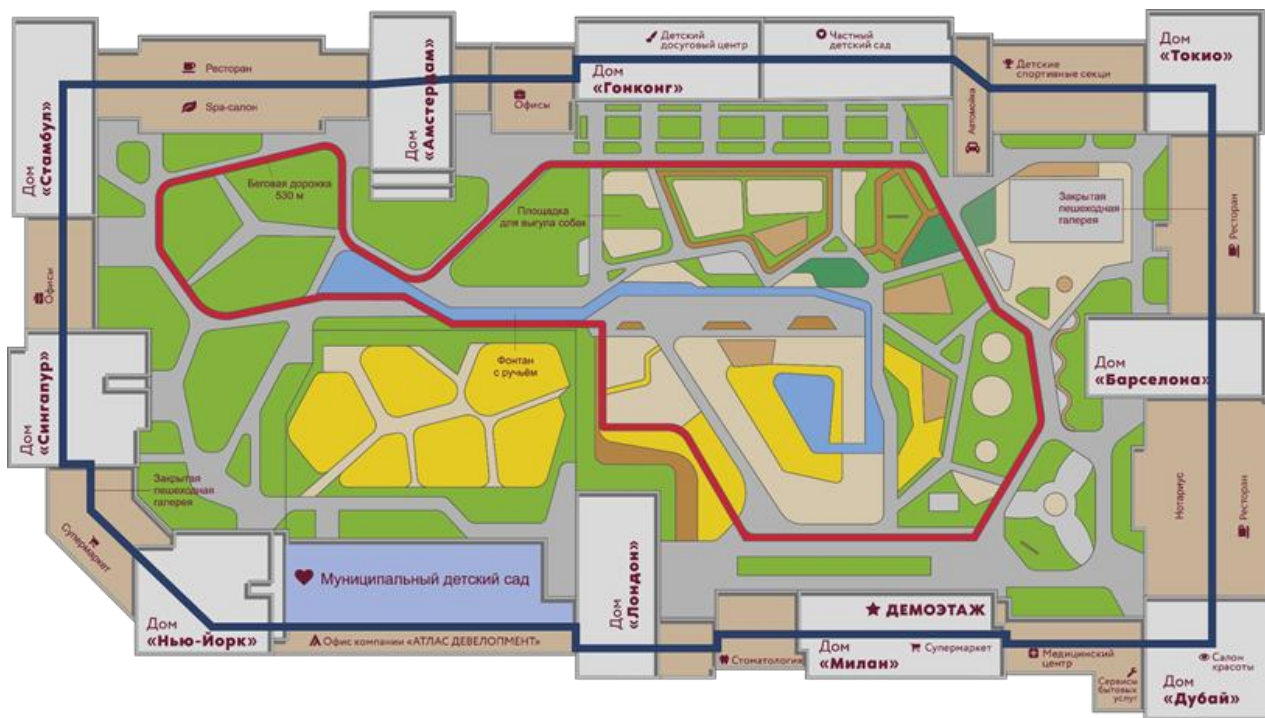 Детский
досуговый центр
Частный
детский сад
Дом
«Токио»
Ресторан
Дом
«Гонконг»
Детские
спортивные секци
Spa-салон
Офисы
Дом
«Амстердам»
Автомойка
Дом
«Стамбул»
Беговая дорожка
530 м
Площадка
для выгула собак
Закрытая
пешеходная
галерея
Ресторан
Офисы
Фонтан
с ручьём
Дом
«Барселона»
Дом
«Сингапур»
Закрытая
пешеходная
галерея
Нотариус
Ресторан
Супермаркет
Муниципальный детский сад
Дом
«Лондон»
ДЕМОЭТАЖ
Дом
«Нью-Йорк»
Офис компании «АТЛАС ДЕВЕЛОПМЕНТ»
Стоматология
Дом
«Милан»
Супермаркет
Медицинский
центр
Салон
красоты
Сервисы
бытовых
услуг
Дом
«Дубай»